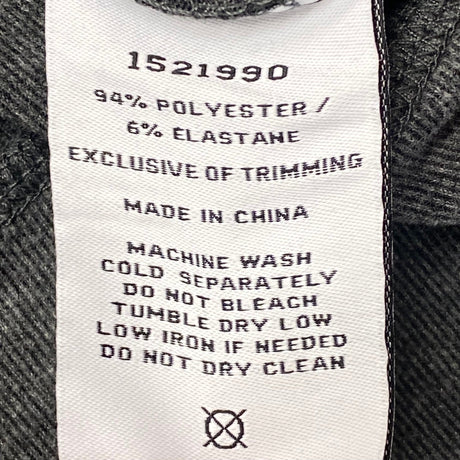 1521990
94% POLYESTER /
6% ELASTANE
EXCLUSIVE OF TRIMMING
MADE IN CHINA
MACHINE WASH
COLD SEPARATELY
DO NOT BLEACH
TUMBLE DRY LOW
LOW IRON IF NEEDED
DO NOT DRY CLEAN